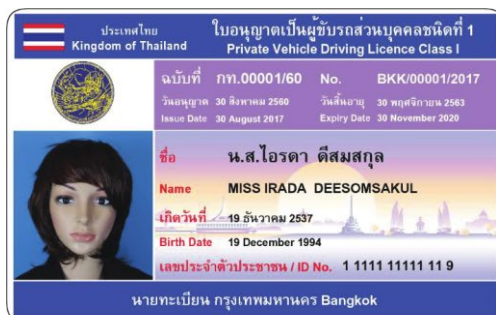 ประเทศไทย
Kingdom of Thailand
ใบอนุญาตเป็นผู้ขับรถส่วนบุคคลชนิดที่ 1
Private Vehicle Driving Licence Class I
ฉบับที่ กท.00001/60 No. BKK/00001/2017
วันอนุญาต 30 สิงหาคม 2560 วันสิ้นอายุ 30 พฤศจิกายน 2563
Issue Date 30 August 2017 Expiry Date 30 November 2020
ชื่อ น.ส.ไอรดา ดีสมสกุล
Name MISS IRADA DEESOMSAKUL
เกิดวันที่ 19 ธันวาคม 2537
Birth Date 19 December 1994
เลขประจำตัวประชาชน / ID No. 1 1111 11111 11 9
นายทะเบียน กรุงเทพมหานคร Bangkok